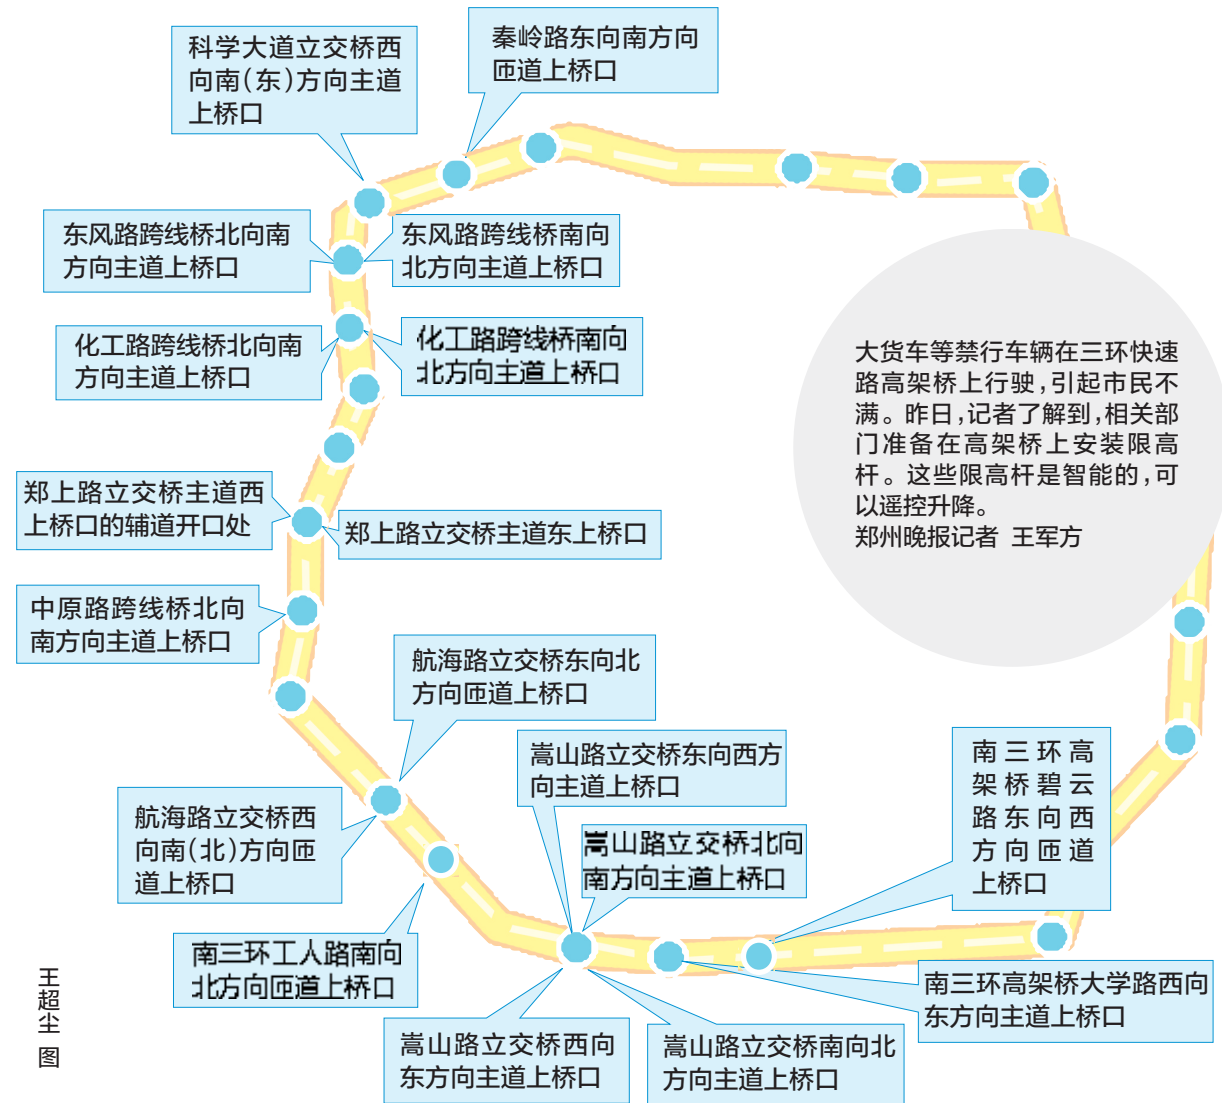 科学大道立交桥西
向南(东)方向主道
上桥口
秦岭路东向南方向
匝道上桥口
东风路跨线桥北向南
方向主道上桥口
东风路跨线桥南向
北方向主道上桥口
化工路跨线桥北向南
方向主道上桥口
化工路跨线桥南向
北方向主道上桥口
大货车等禁行车辆在三环快速
路高架桥上行驶,引起市民不
满。昨日,记者了解到,相关部
门准备在高架桥上安装限高
杆。这些限高杆是智能的,可
以遥控升降。
郑州晚报记者 王军方
郑上路立交桥主道西
上桥口的辅道开口处
郑上路立交桥主道东上桥口
中原路跨线桥北向
南方向主道上桥口
航海路立交桥东向北
方向匝道上桥口
嵩山路立交桥东向西方
向主道上桥口
南三环高
架桥碧云
路东向西
方向匝道
上桥口
航海路立交桥西
向南(北)方向匝
道上桥口
嵩山路立交桥北向
南方向主道上桥口
南三环工人路南向
北方向匝道上桥口
南三环高架桥大学路西向
东方向主道上桥口
嵩山路立交桥西向
东方向主道上桥口
嵩山路立交桥南向北
方向主道上桥口
王超尘 图